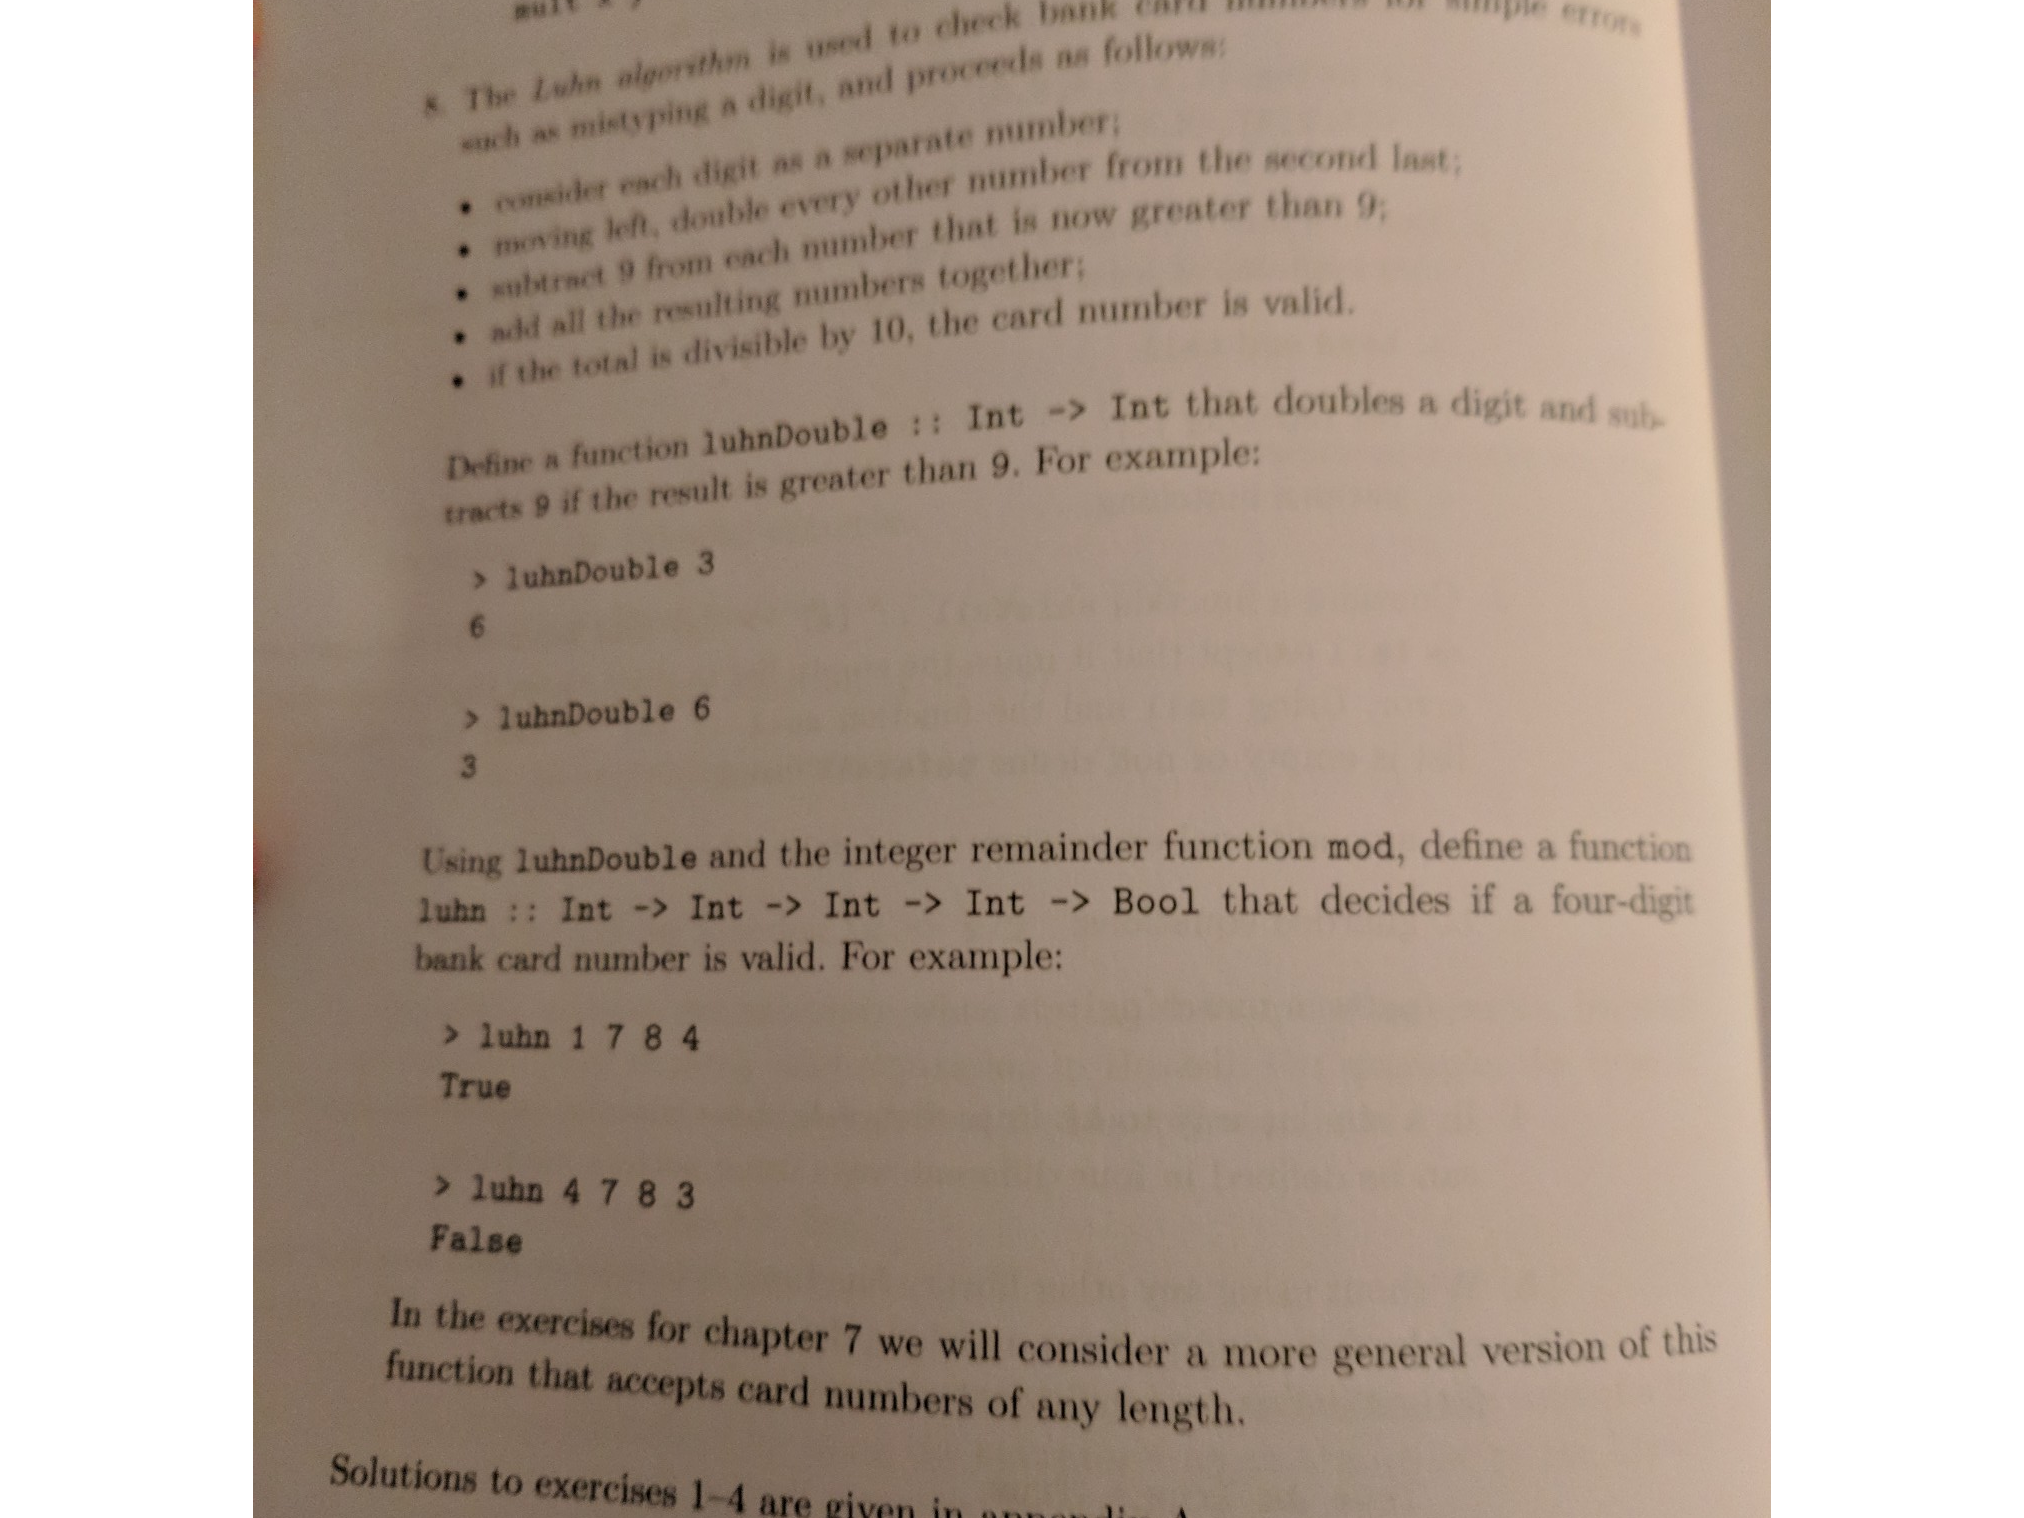 mult
8. The Luhn algorithm is used to check bank card numbers for simple errors
such as mistyping a digit, and proceeds as follows:
• consider each digit as a separate number;
• moving left, double every other number from the second last;
• subtract 9 from each number that is now greater than 9;
• add all the resulting numbers together;
• if the total is divisible by 10, the card number is valid.
Define a function luhnDouble :: Int -> Int that doubles a digit and sub-
tracts 9 if the result is greater than 9. For example:
> luhnDouble 3
6
> luhnDouble 6
3
Using luhnDouble and the integer remainder function mod, define a function
luhn :: Int -> Int -> Int -> Int -> Bool that decides if a four-digit
bank card number is valid. For example:
> luhn 1 7 8 4
True
> luhn 4 7 8 3
False
In the exercises for chapter 7 we will consider a more general version of this
function that accepts card numbers of any length.
Solutions to exercises 1–4 are given in appendix A